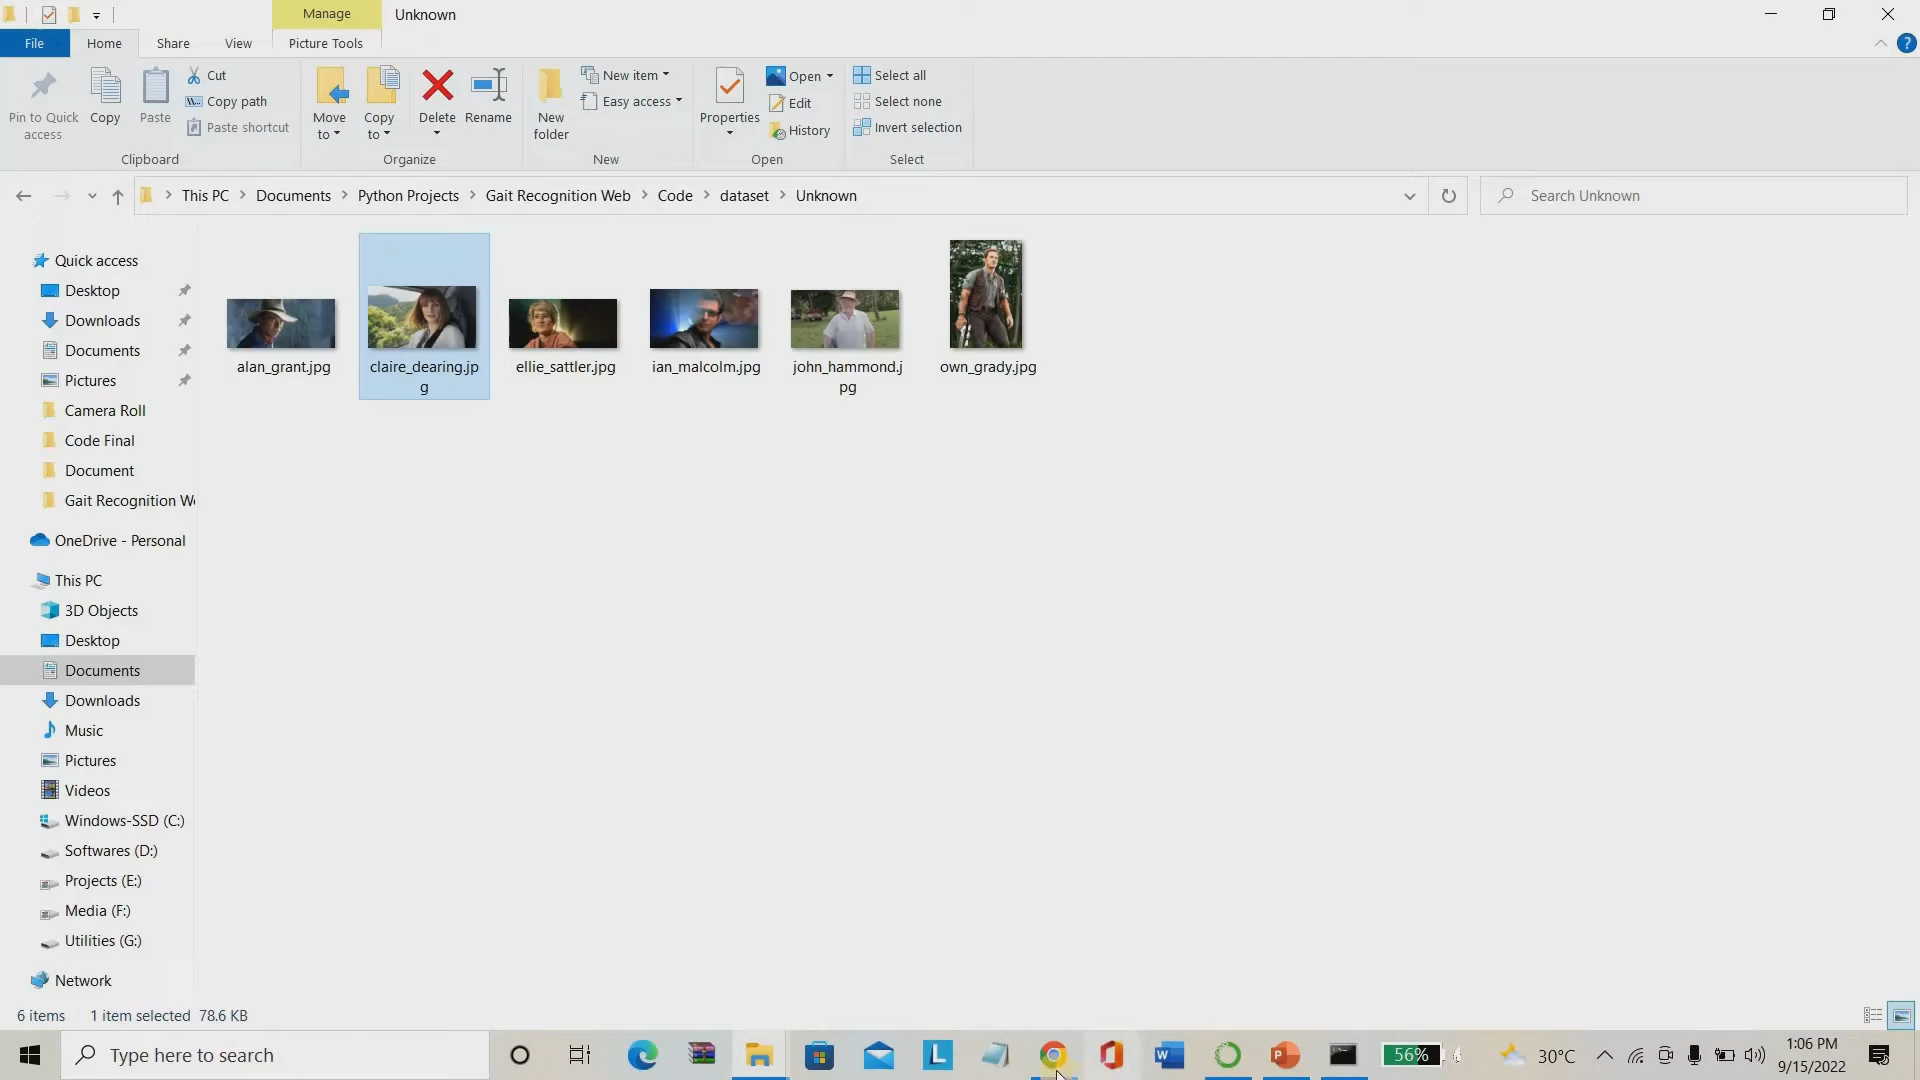 Manage
Unknown
File
Home
Share
View
Picture Tools
Pin to Quick
access
Copy
Paste
Cut
Copy path
Paste shortcut
Clipboard
Move
to
Copy
to
Delete
Rename
Organize
New
folder
New item
Easy access
New
Properties
Open
Edit
History
Open
Select all
Select none
Invert selection
Select
This PC
Documents
Python Projects
Gait Recognition Web
Code
dataset
Unknown
Search Unknown
Quick access
Desktop
Downloads
Documents
Pictures
Camera Roll
Code Final
Document
Gait Recognition We
OneDrive - Personal
This PC
3D Objects
Desktop
Documents
Downloads
Music
Pictures
Videos
Windows-SSD (C:)
Softwares (D:)
Projects (E:)
Media (F:)
Utilities (G:)
Network
alan_grant.jpg
claire_dearing.jp
g
ellie_sattler.jpg
ian_malcolm.jpg
john_hammond.j
pg
own_grady.jpg
6 items
1 item selected 78.6 KB
Type here to search
56%
30°C
1:06 PM
9/15/2022